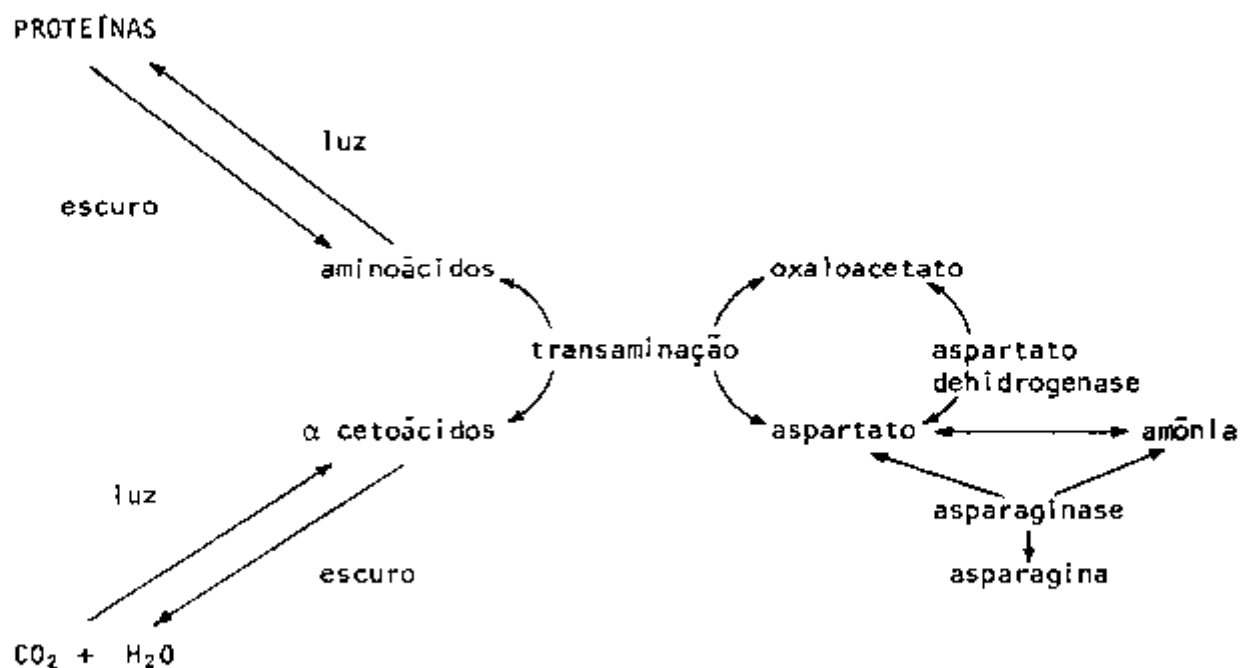 PROTEÍNAS
luz
escuro
aminoácidos
oxaloacetato
transaminação
aspartato
dehidrogenase
α cetoácidos
aspartato
amônia
luz
asparaginase
escuro
asparagina
CO₂ + H₂O